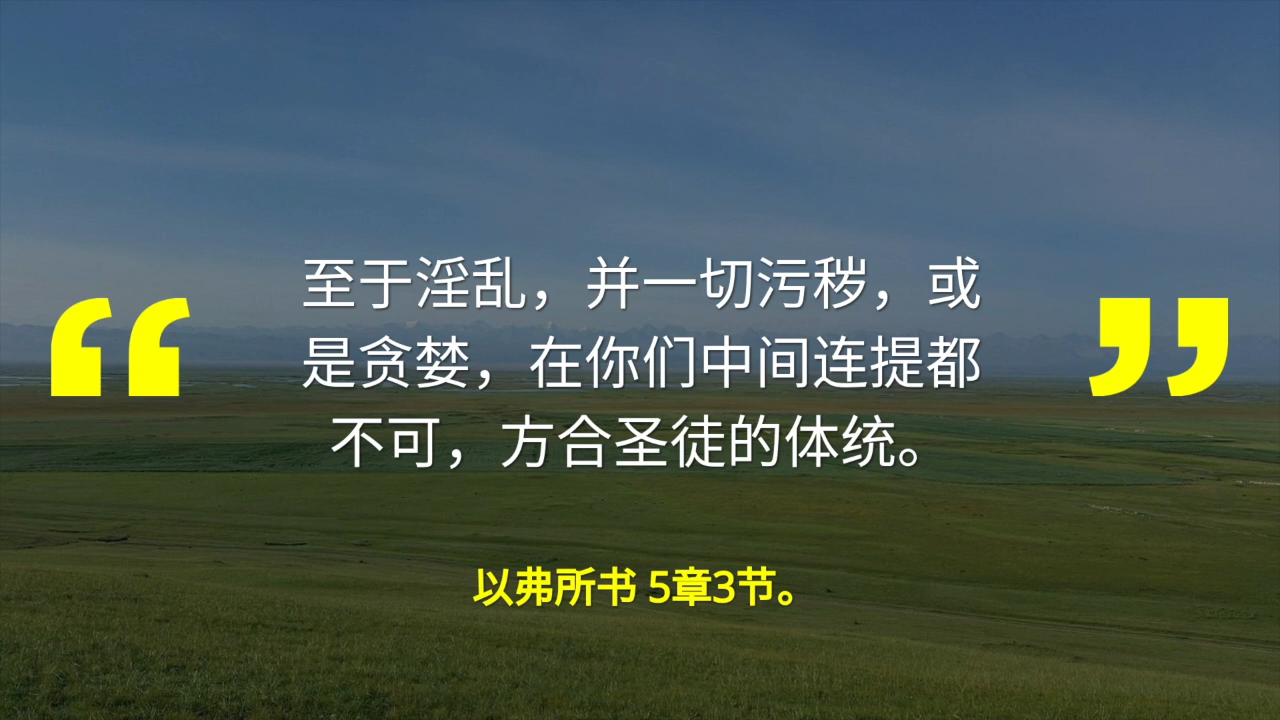 至于淫乱，并一切污秽，或
是贪婪，在你们中间连提都
不可，方合圣徒的体统。
以弗所书 5章3节。